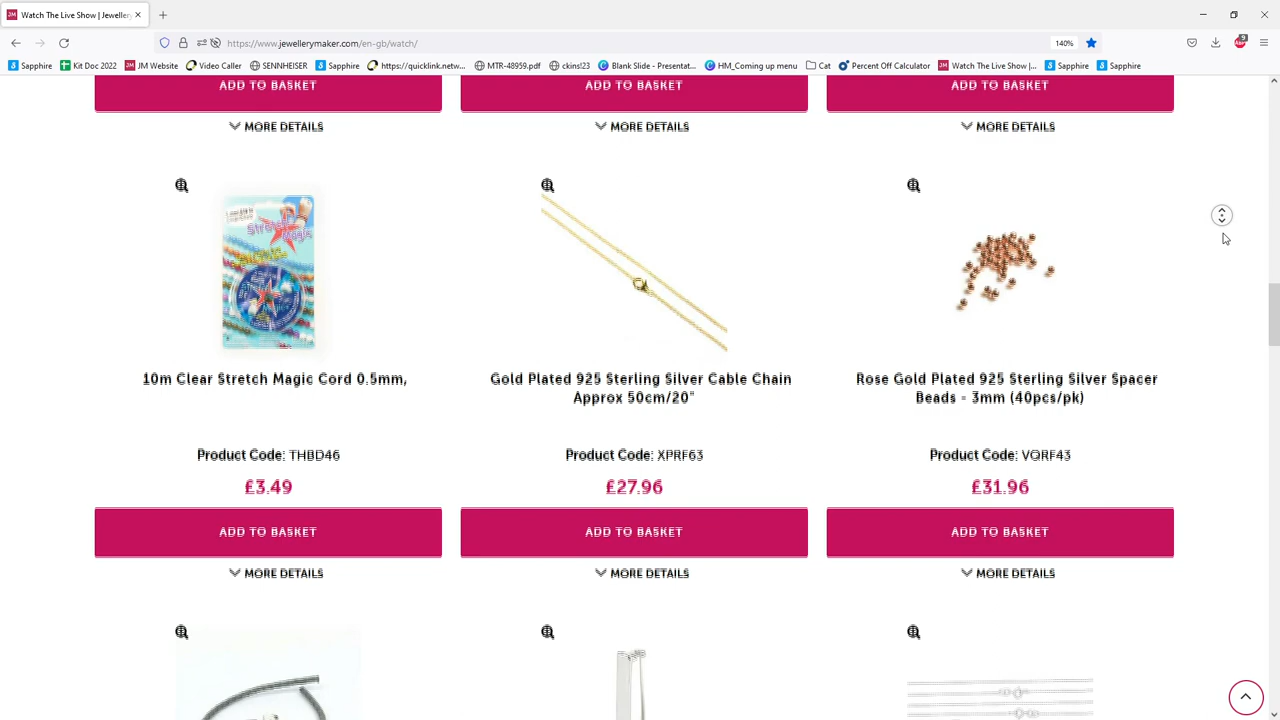 Watch The Live Show | Jewellery
https://www.jewellerymaker.com/en-gb/watch/
140%
Sapphire Kit Doc 2022 JM Website Video Caller SENNHEISER Sapphire https://quicklink.netw... MTR-48959.pdf ckins!23 Blank Slide - Presentat... HM_Coming up menu Cat Percent Off Calculator Watch The Live Show |... Sapphire Sapphire
ADD TO BASKET ADD TO BASKET ADD TO BASKET
MORE DETAILS MORE DETAILS MORE DETAILS
Stretch
Magic
10m Clear Stretch Magic Cord 0.5mm,
Product Code: THBD46
£3.49
ADD TO BASKET
MORE DETAILS
Gold Plated 925 Sterling Silver Cable Chain
Approx 50cm/20"
Product Code: XPRF63
£27.96
ADD TO BASKET
MORE DETAILS
Rose Gold Plated 925 Sterling Silver Spacer
Beads - 3mm (40pcs/pk)
Product Code: VQRF43
£31.96
ADD TO BASKET
MORE DETAILS